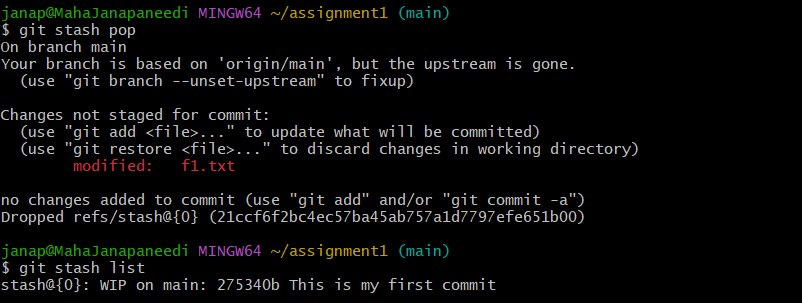 janap@MahaJanapaneedi MINGW64 ~/assignment1 (main)
$ git stash pop
On branch main
Your branch is based on 'origin/main', but the upstream is gone.
  (use "git branch --unset-upstream" to fixup)

Changes not staged for commit:
  (use "git add <file>..." to update what will be committed)
  (use "git restore <file>..." to discard changes in working directory)
        modified:   f1.txt

no changes added to commit (use "git add" and/or "git commit -a")
Dropped refs/stash@{0} (21ccf6f2bc4ec57ba45ab757a1d7797efe651b00)

janap@MahaJanapaneedi MINGW64 ~/assignment1 (main)
$ git stash list
stash@{0}: WIP on main: 275340b This is my first commit